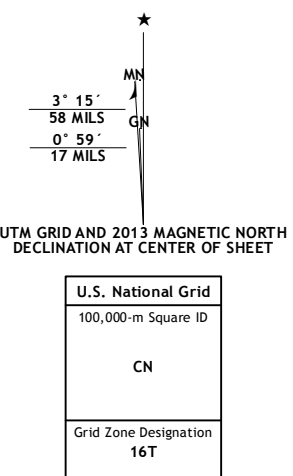 ★
MN
3° 15´
58 MILS
GN
0° 59´
17 MILS
UTM GRID AND 2013 MAGNETIC NORTH
DECLINATION AT CENTER OF SHEET
U.S. National Grid
100,000-m Square ID
CN
Grid Zone Designation
16T